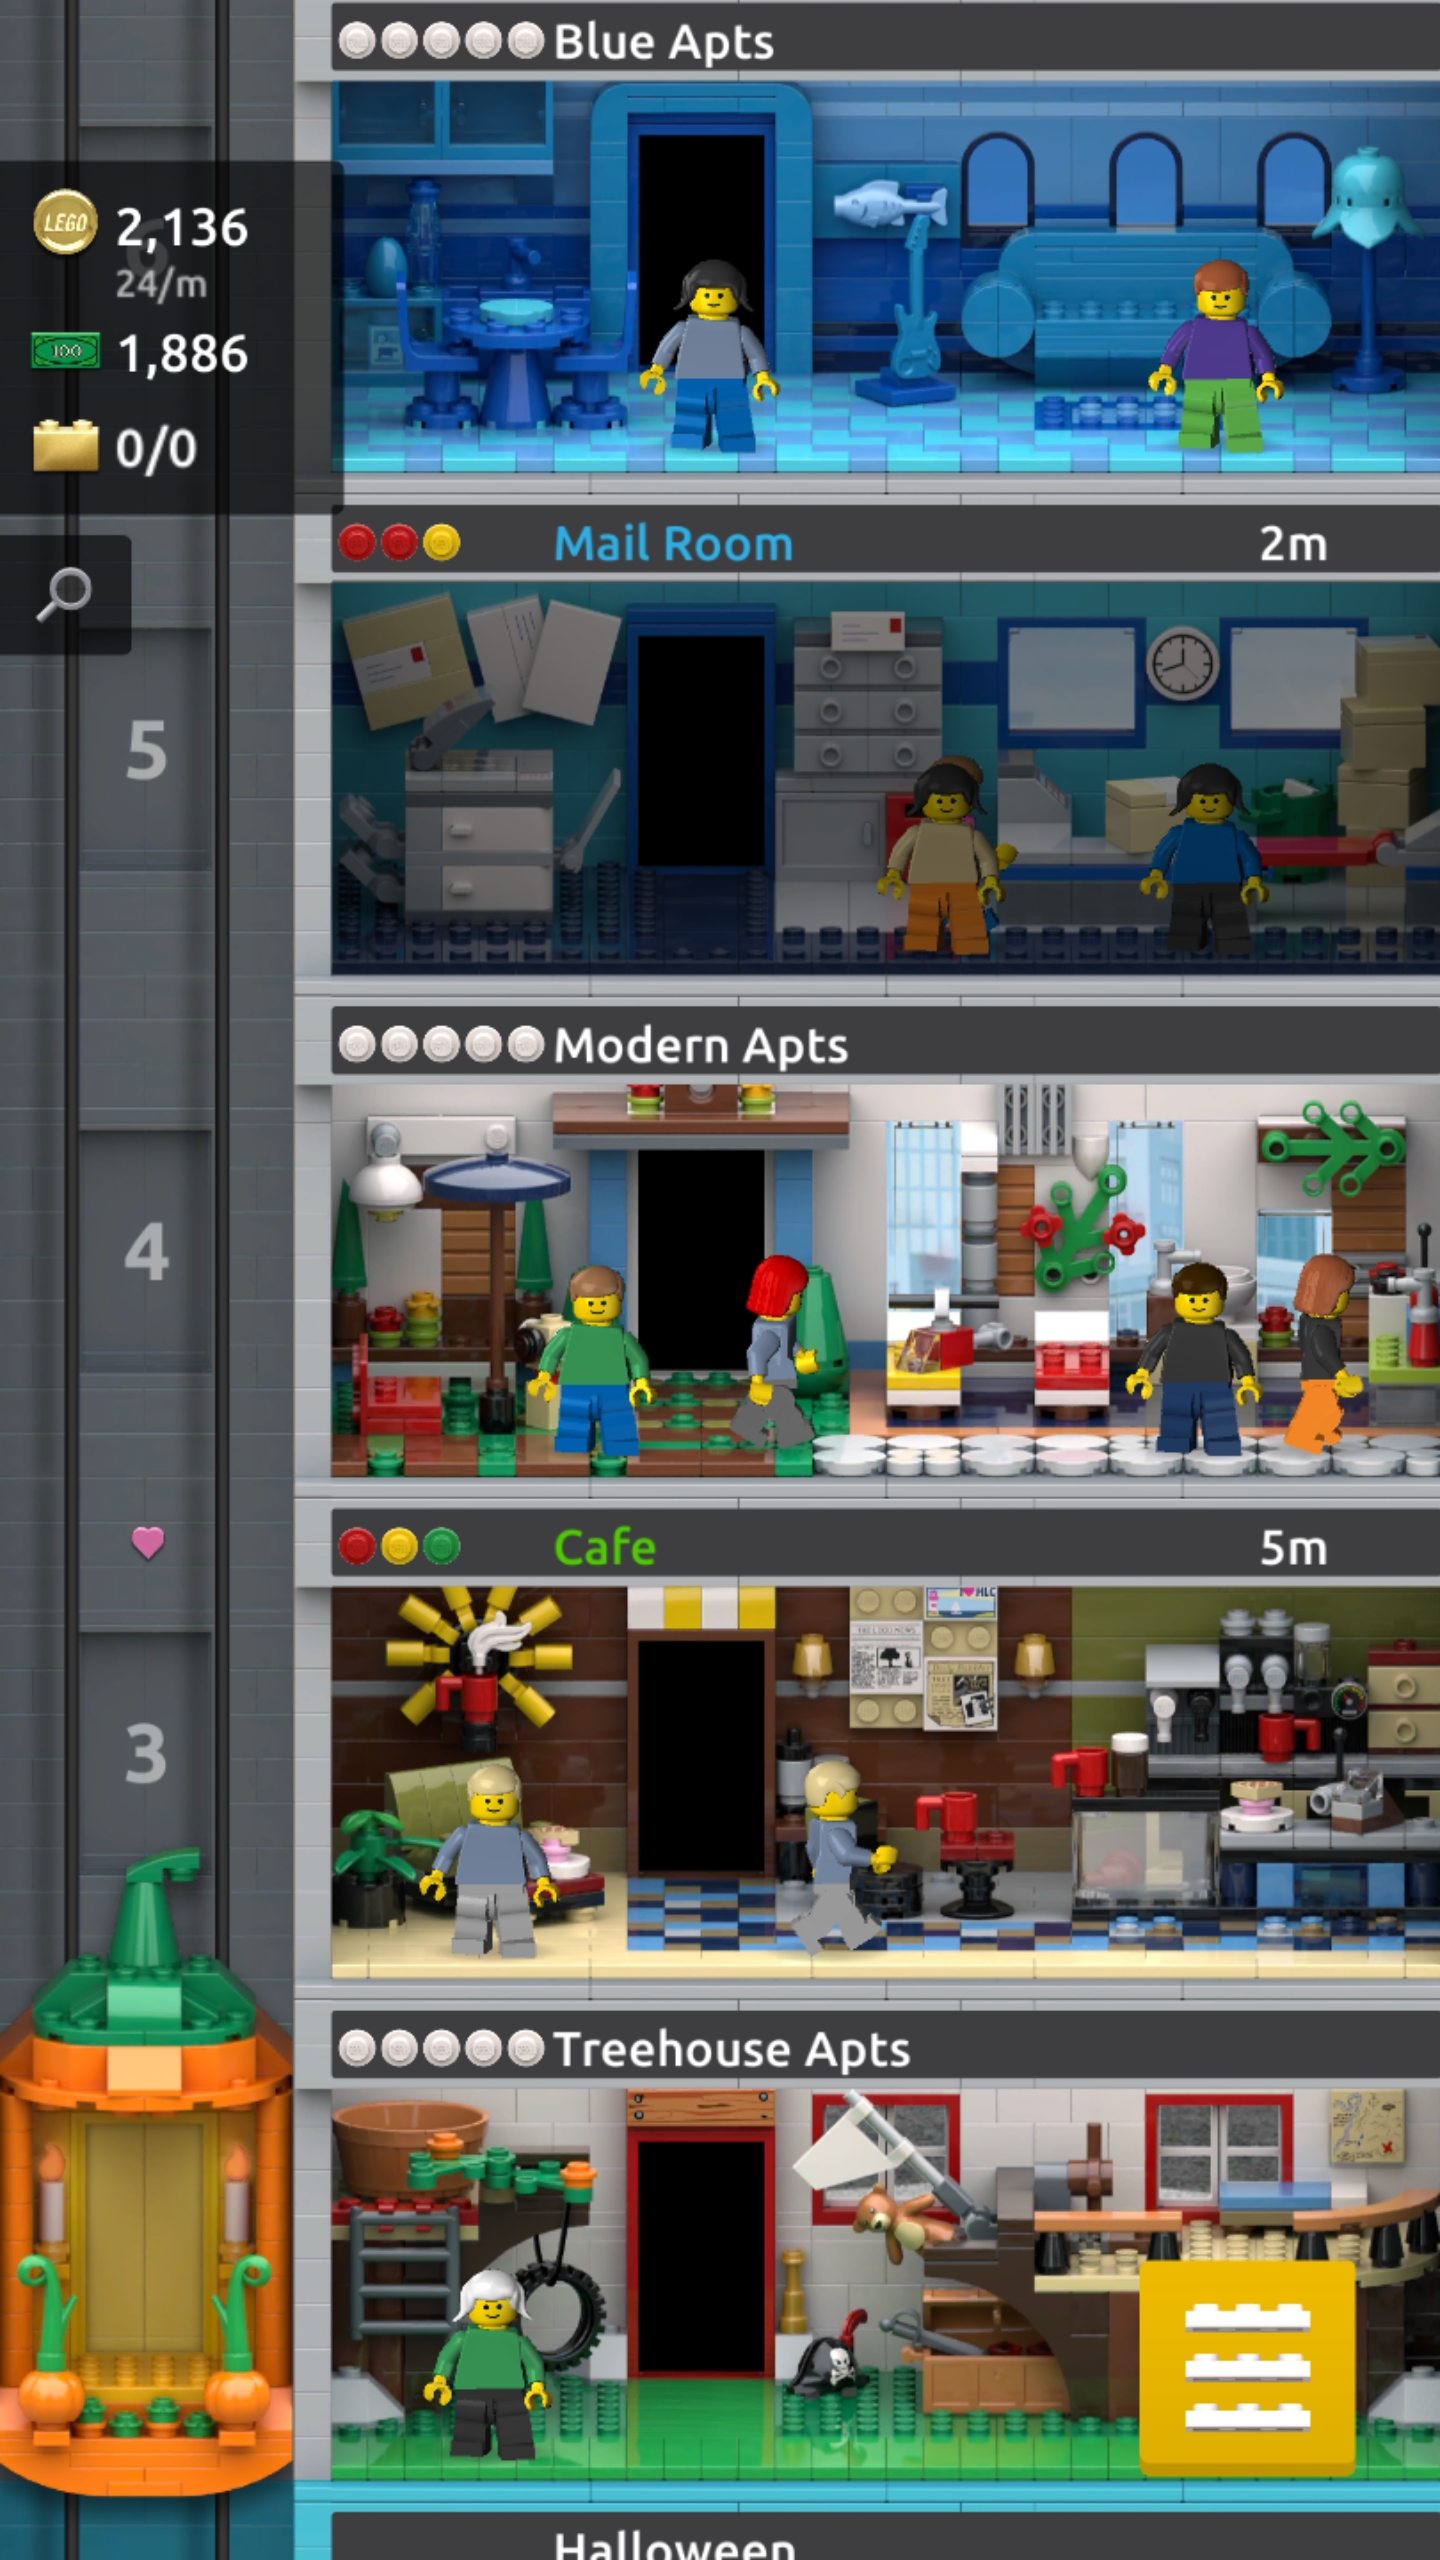 Blue Apts
LEGO
2,136
6
24/m
100
1,886
0/0
Mail Room
2m
5
Modern Apts
4
Cafe
5m
3
Treehouse Apts
Halloween